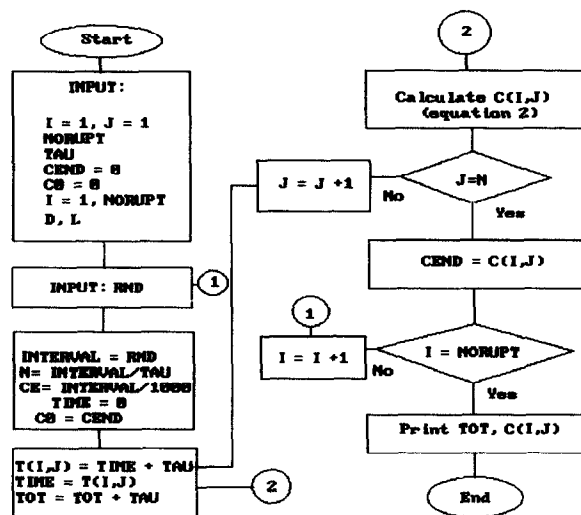 Start
INPUT:
I = 1, J = 1
NORUPT
TAU
CEND = 0
C0 = 0
I = 1, NORUPT
D, L
INPUT: RND
1
INTERVAL = RND
N= INTERVAL/TAU
CE= INTERVAL/1000
TIME = 0
C0 = CEND
T(I,J) = TIME + TAU
TIME = T(I,J)
TOT = TOT + TAU
2
2
Calculate C(I,J)
(equation 2)
J=N
No
J = J +1
Yes
CEND = C(I,J)
1
I = I +1
No
I = NORUPT
Yes
Print TOT, C(I,J)
End